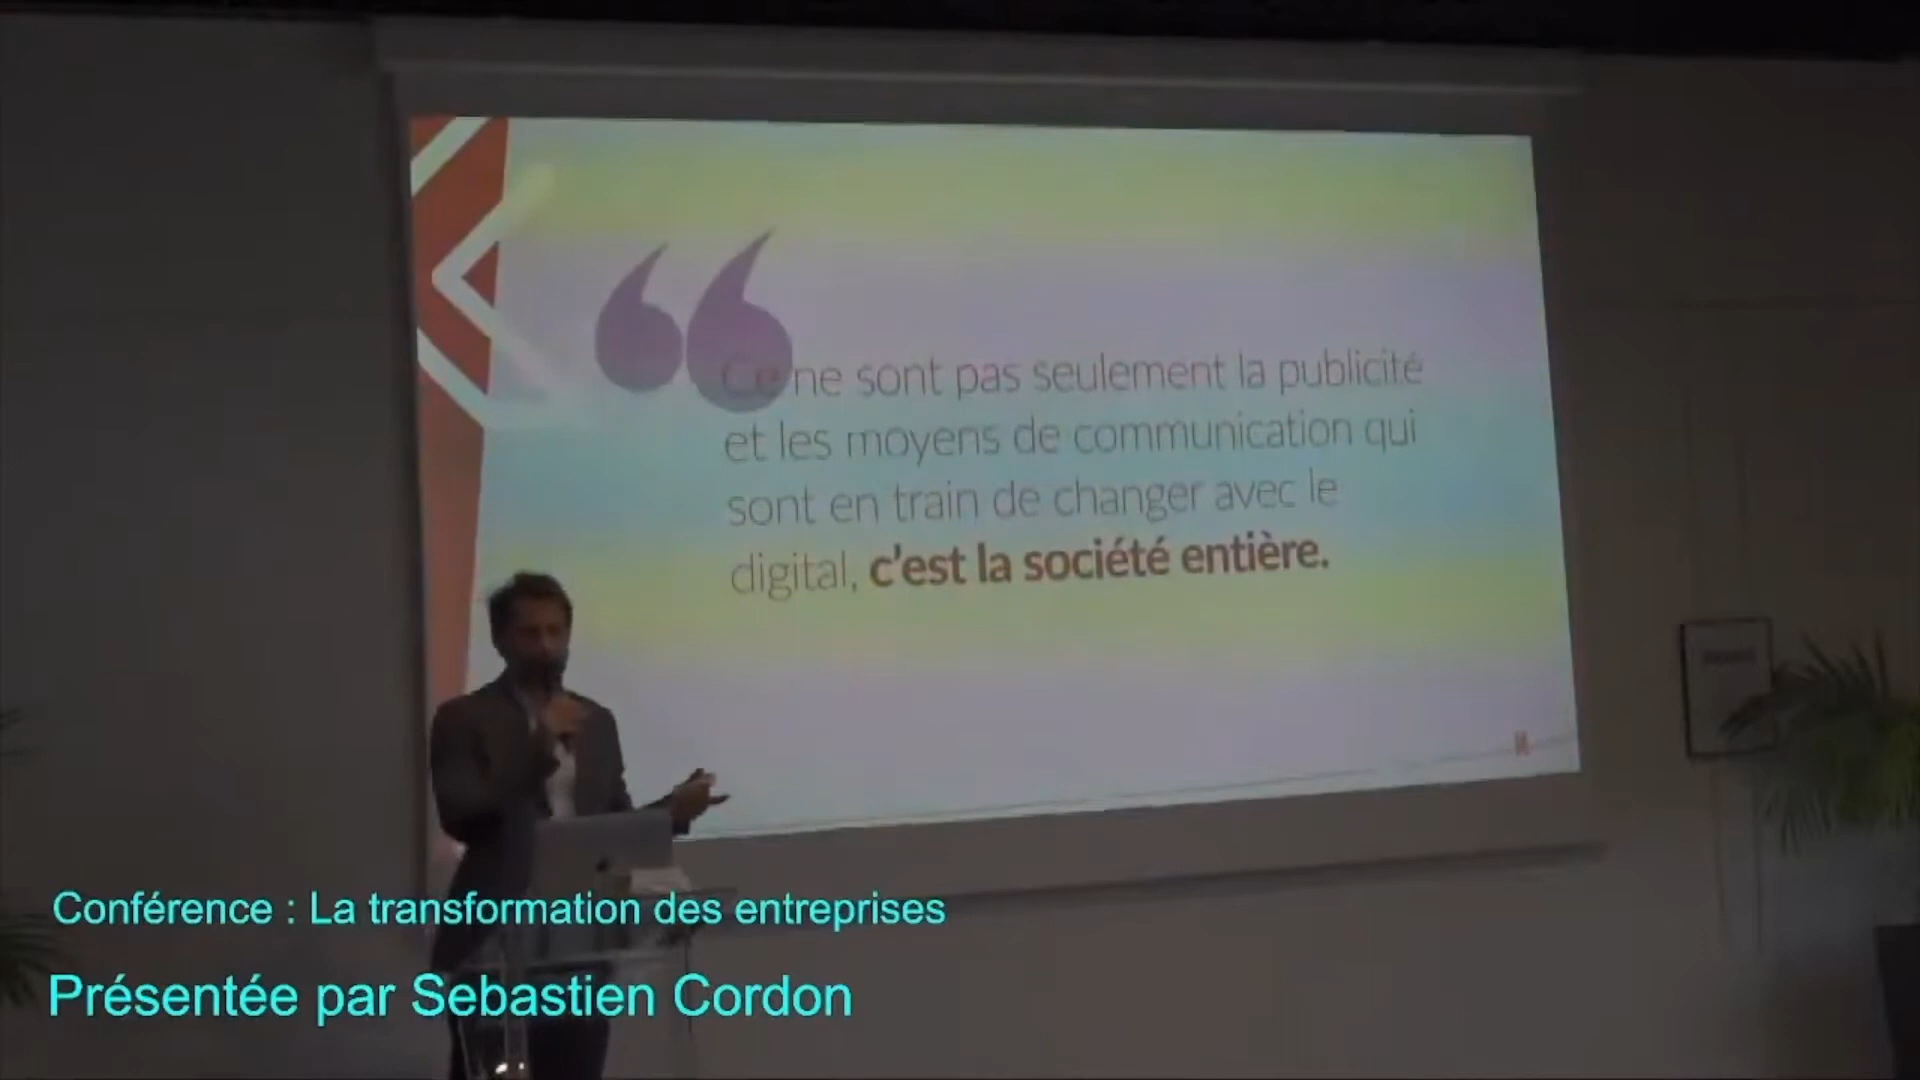 Ce ne sont pas seulement la publicité
et les moyens de communication qui
sont en train de changer avec le
digital, c'est la société entière.
Conférence : La transformation des entreprises
Présentée par Sebastien Cordon